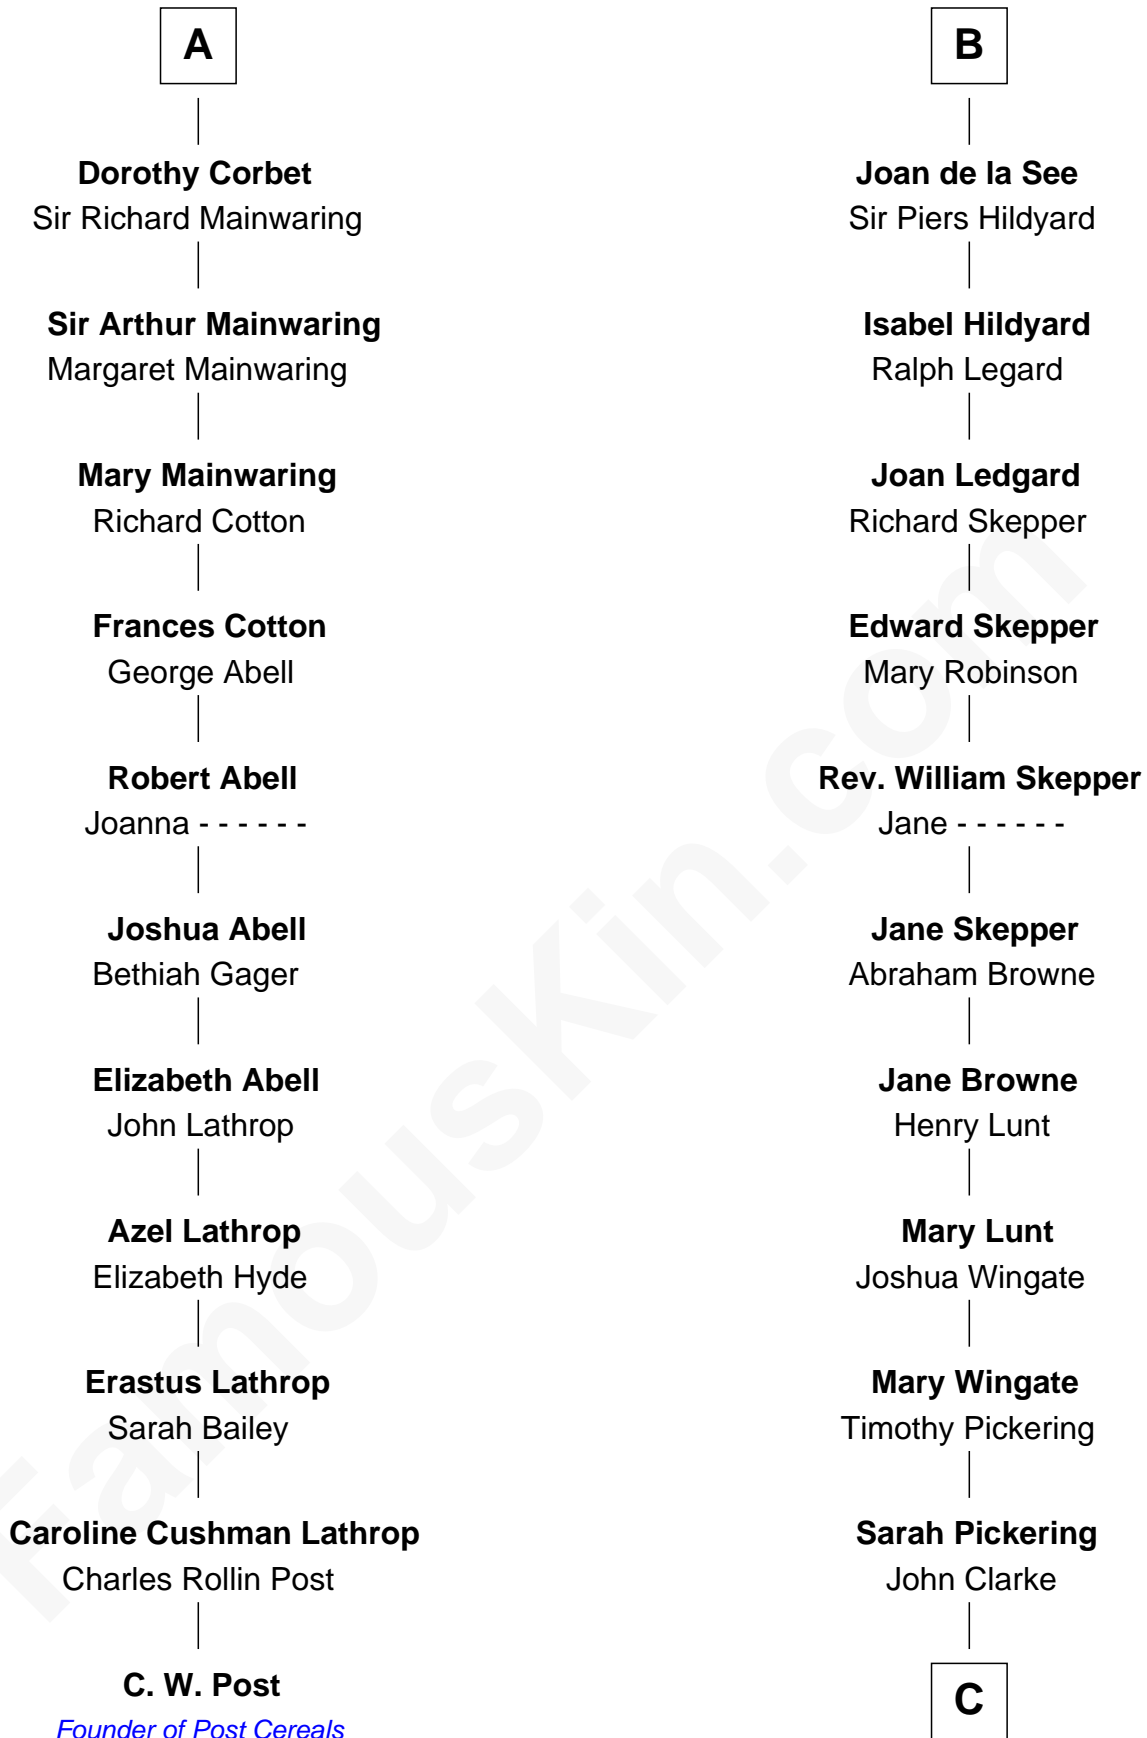 A
Dorothy Corbet
Sir Richard Mainwaring
Sir Arthur Mainwaring
Margaret Mainwaring
Mary Mainwaring
Richard Cotton
Frances Cotton
George Abell
Robert Abell
Joanna - - - - - -
Joshua Abell
Bethiah Gager
Elizabeth Abell
John Lathrop
Azel Lathrop
Elizabeth Hyde
Erastus Lathrop
Sarah Bailey
Caroline Cushman Lathrop
Charles Rollin Post
C. W. Post
Founder of Post Cereals
B
Joan de la See
Sir Piers Hildyard
Isabel Hildyard
Ralph Legard
Joan Ledgard
Richard Skepper
Edward Skepper
Mary Robinson
Rev. William Skepper
Jane - - - - - -
Jane Skepper
Abraham Browne
Jane Browne
Henry Lunt
Mary Lunt
Joshua Wingate
Mary Wingate
Timothy Pickering
Sarah Pickering
John Clarke
C
FamousKin.com